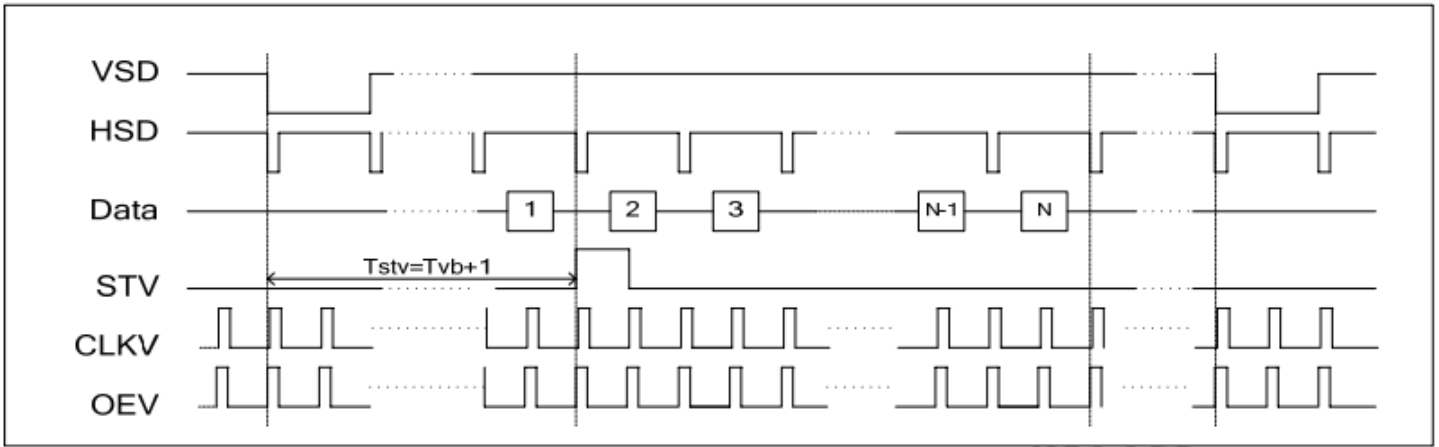 VSD
HSD
Data 1 2 3 N-1 N
Tstv=Tvb+1
STV
CLKV
OEV